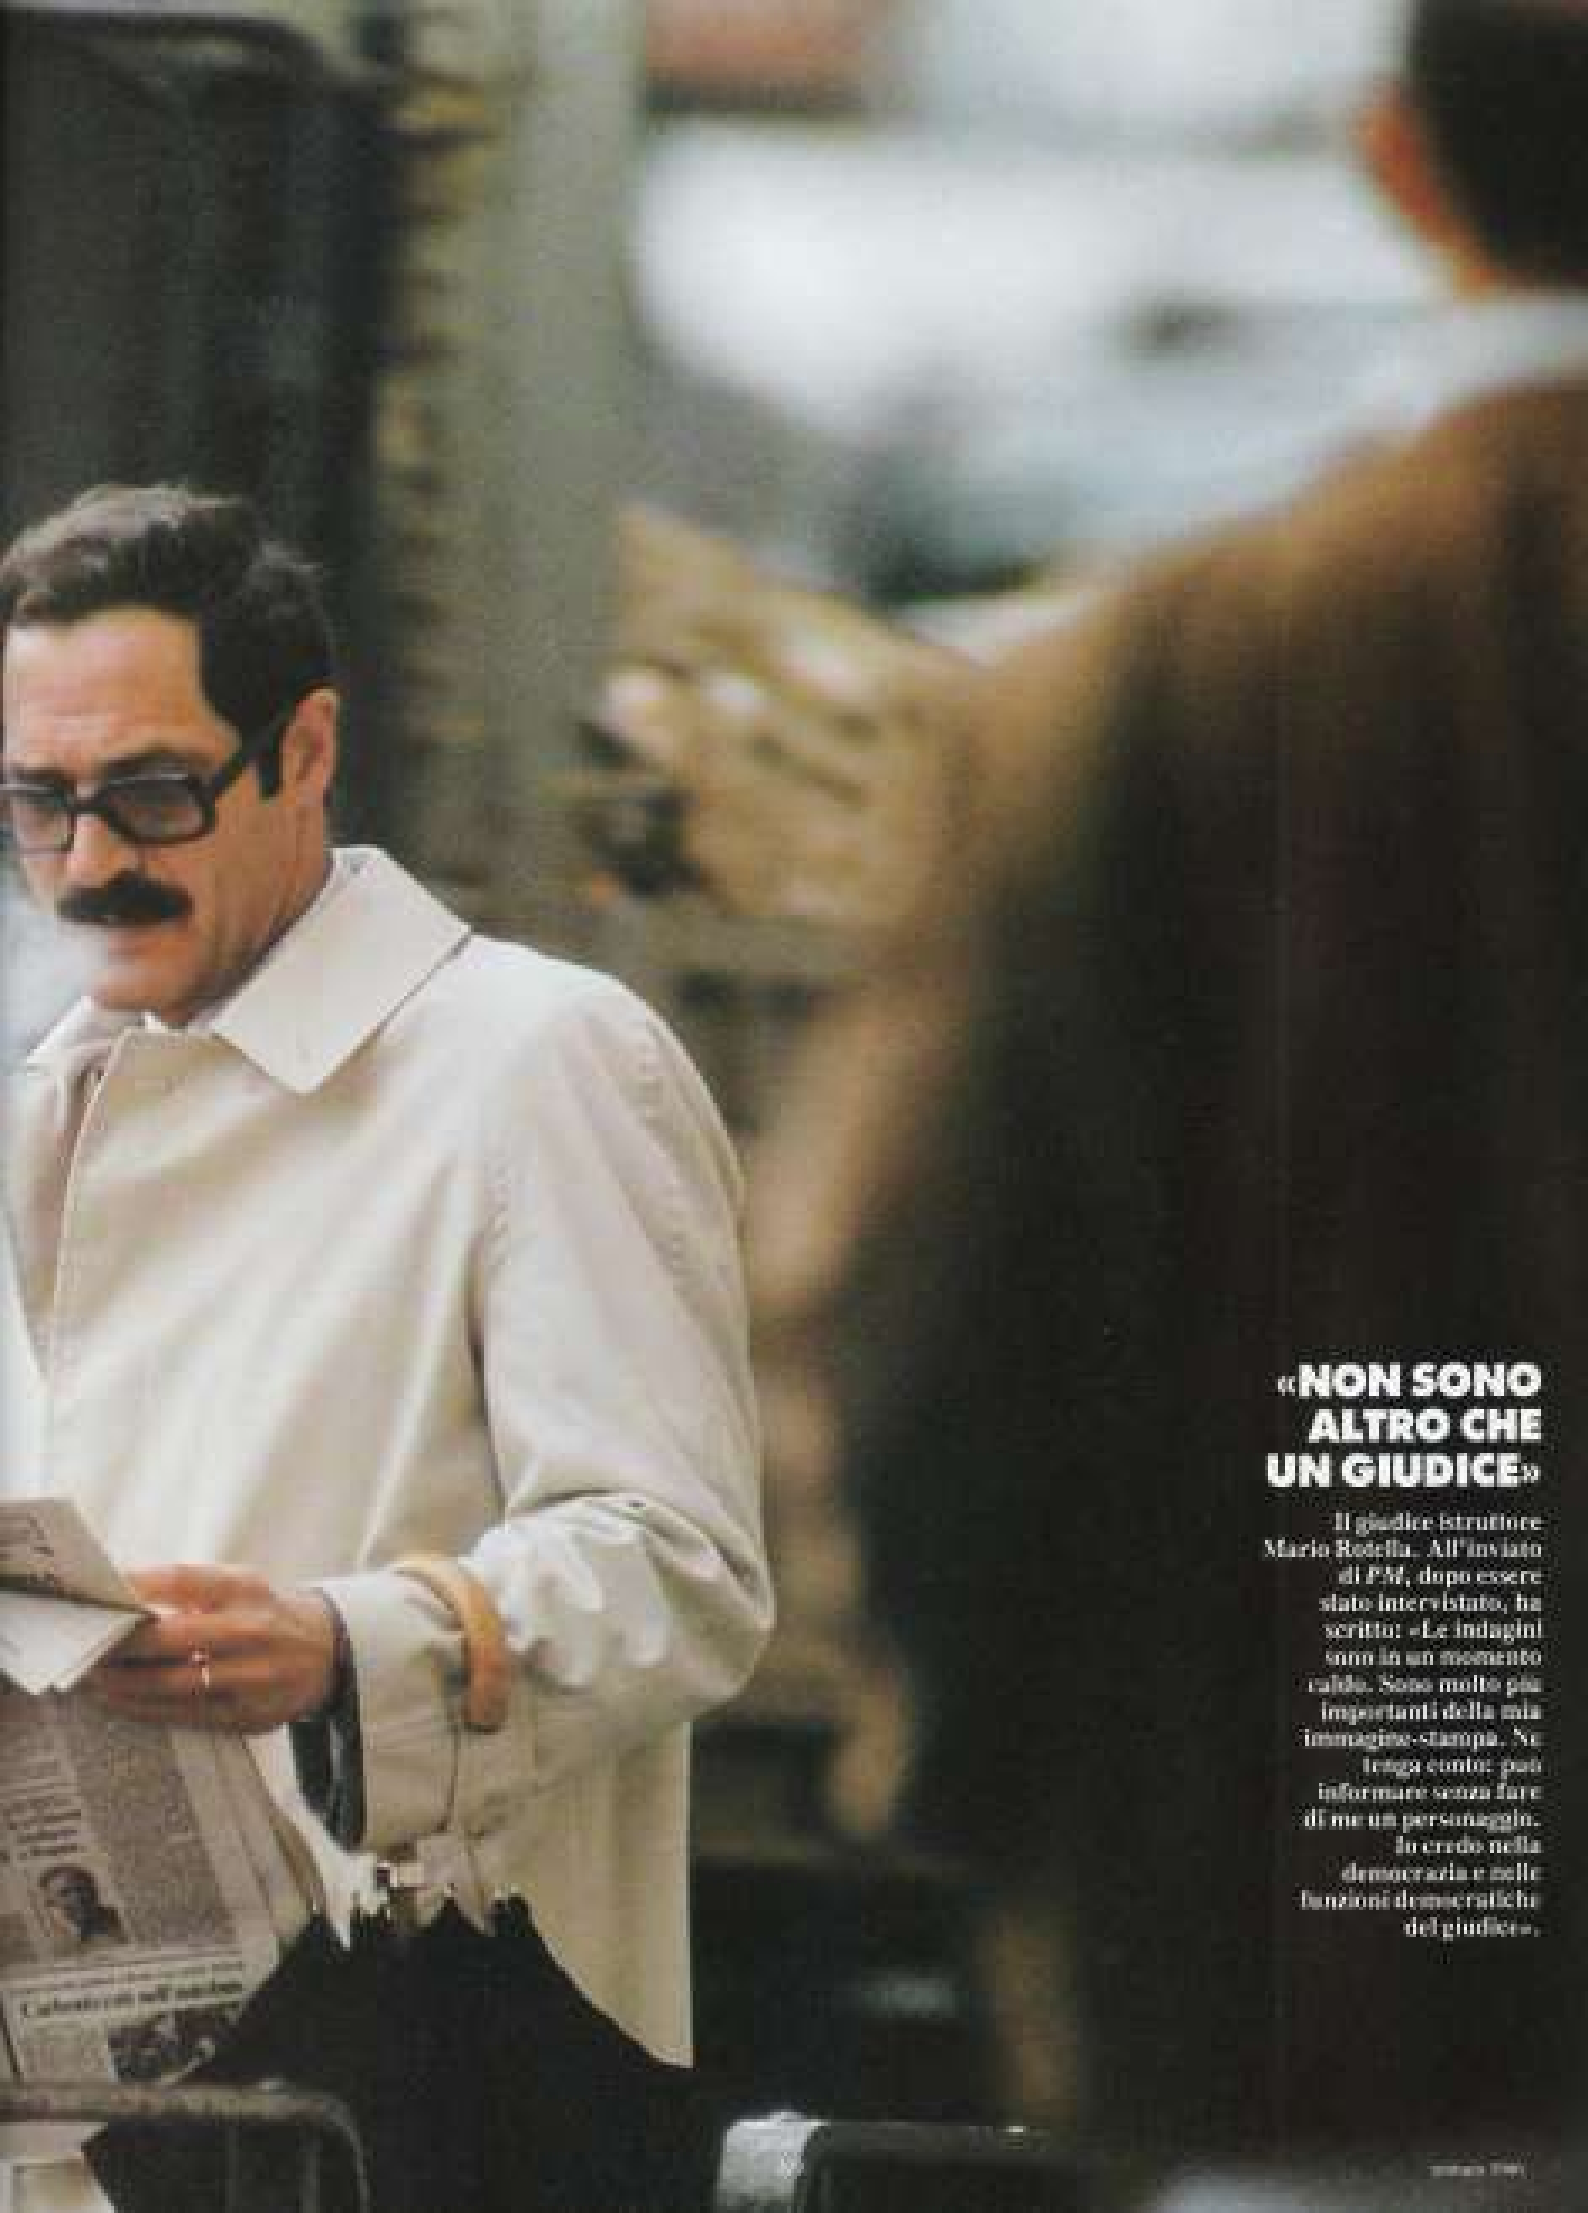 «NON SONO
ALTRO CHE
UN GIUDICE»
Il giudice istruttore
Mario Rotella. All'inviato
di PM, dopo essere
stato intervistato, ha
scritto: «Le indagini
sono in un momento
caldo. Sono molto più
importanti della mia
immagine-stampa. Ne
tenga conto: può
informare senza fare
di me un personaggio.
Io credo nella
democrazia e nelle
funzioni democratiche
del giudice».